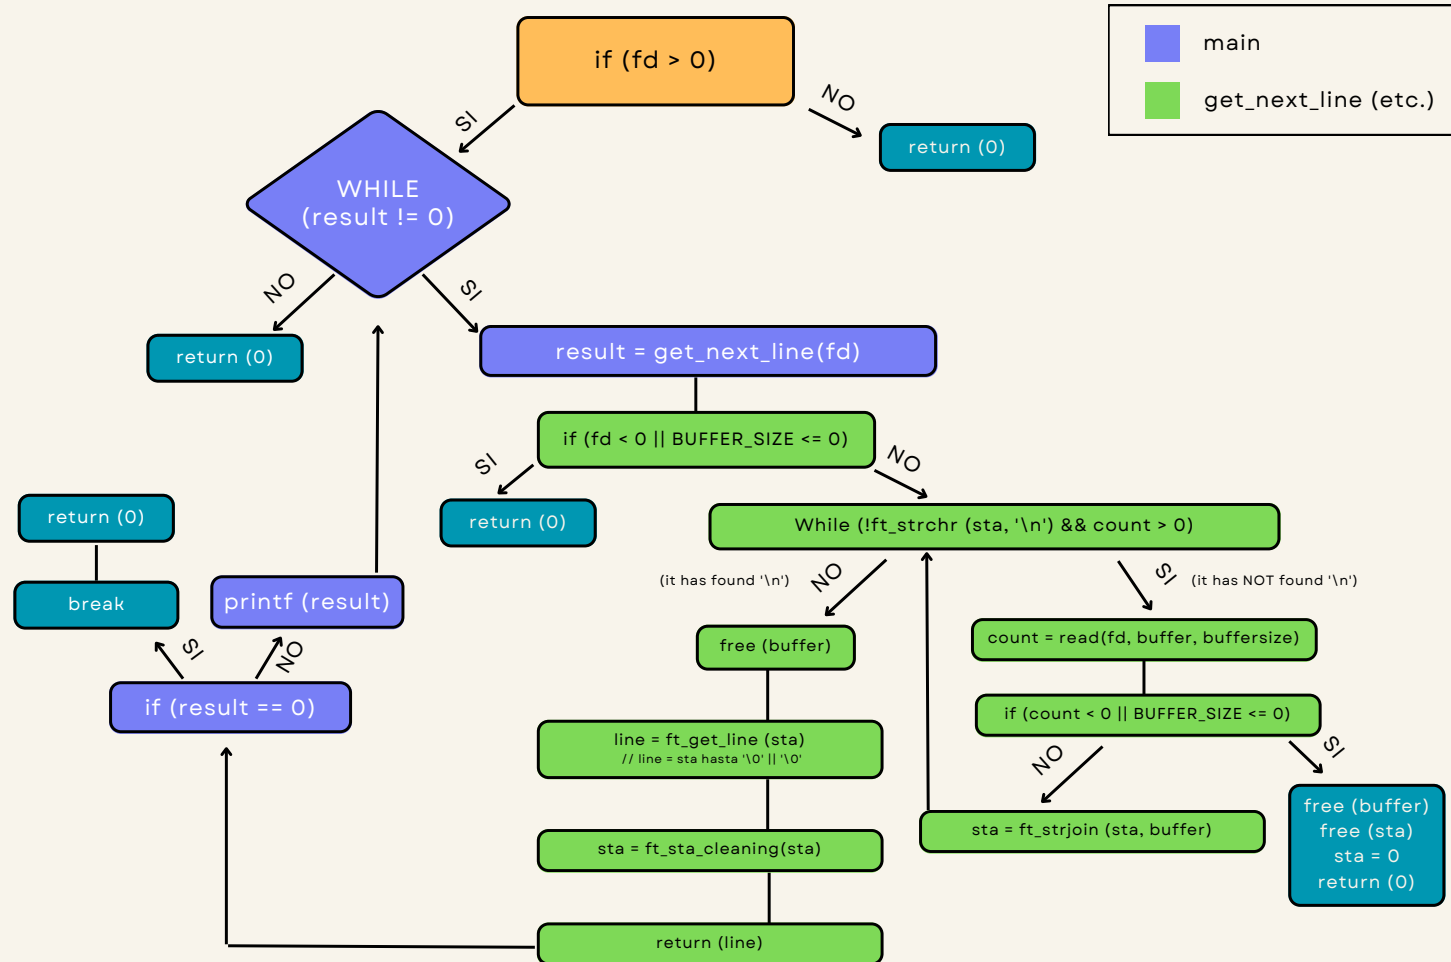 if (fd > 0)
main
get_next_line (etc.)
SI
NO
return (0)
WHILE
(result != 0)
NO
SI
return (0)
result = get_next_line(fd)
if (fd < 0 || BUFFER_SIZE <= 0)
SI
NO
return (0)
return (0)
While (!ft_strchr (sta, '\n') && count > 0)
(it has found '\n')
NO
SI
(it has NOT found '\n')
break
printf (result)
SI
NO
if (result == 0)
free (buffer)
count = read(fd, buffer, buffersize)
if (count < 0 || BUFFER_SIZE <= 0)
NO
SI
line = ft_get_line (sta)
// line = sta hasta '\0' || '\0'
sta = ft_strjoin (sta, buffer)
free (buffer)
free (sta)
sta = 0
return (0)
sta = ft_sta_cleaning(sta)
return (line)